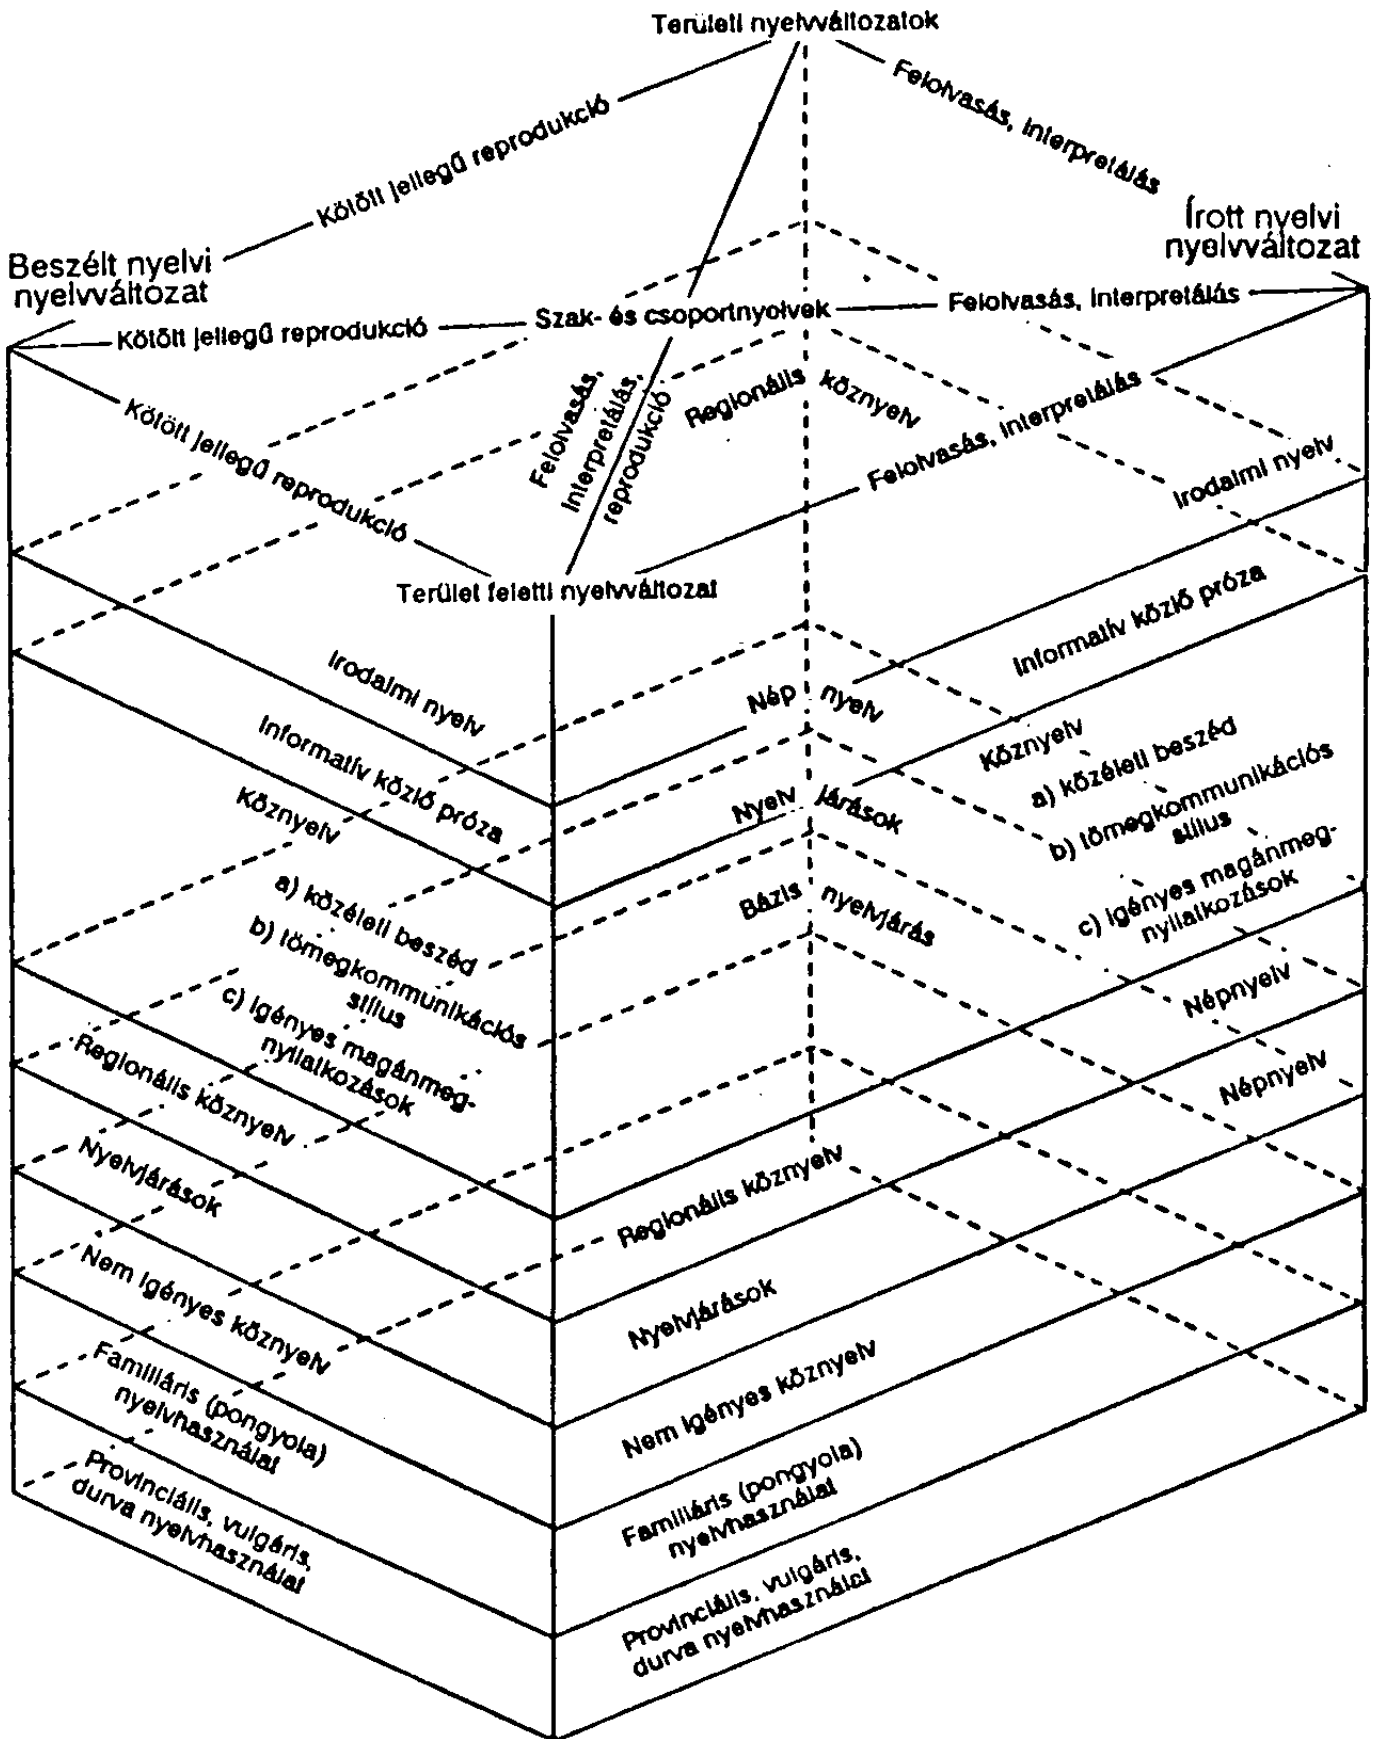 Területi nyelvváltozatok
Kötött jellegű reprodukció
Felolvasás, interpretálás
Beszélt nyelvi
nyelvváltozat
Írott nyelvi
nyelvváltozat
Kötött jellegű reprodukció
Szak- és csoportnyolvek
Felolvasás, interpretálás
Kötött jellegű reprodukció
Felolvasás,
interpretálás,
reprodukció
Regionális köznyelv
Felolvasás, interpretálás
Terület feletti nyelvváltozat
Irodalmi nyelv
Irodalmi nyelv
Informatív közlő próza
Informatív közlő próza
Nép nyelv
Nyelv járások
Bázis nyelvjárás
Köznyelv
a) közéleti beszéd
b) tömegkommunikációs
stílus
c) igényes magánmeg-
nyilatkozások
Köznyelv
a) közéleti beszéd
b) tömegkommunikációs
stílus
c) igényes magánmeg-
nyilatkozások
Népnyelv
Népnyelv
Regionális köznyelv
Nyelvjárások
Nem igényes köznyelv
Familiáris (pongyola)
nyelvhasználat
Provinciális, vulgáris,
durva nyelvhasználat
Regionális köznyelv
Nyelvjárások
Nem igényes köznyelv
Familiáris (pongyola)
nyelvhasználat
Provinciális, vulgáris,
durva nyelvhasználat